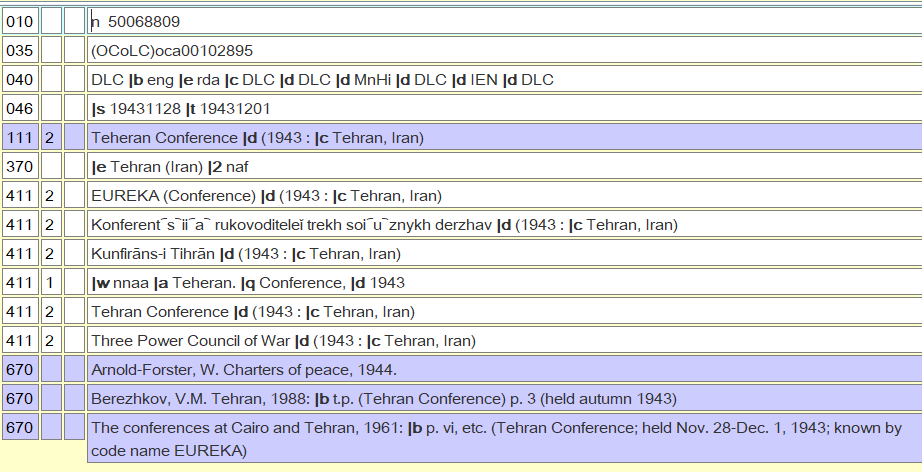 010 n 50068809
035 (OCoLC)oca00102895
040 DLC |b eng |e rda |c DLC |d DLC |d MnHi |d DLC |d IEN |d DLC
046 |s 19431128 |t 19431201
111 2 Teheran Conference |d (1943 : |c Tehran, Iran)
370 |e Tehran (Iran) |2 naf
411 2 EUREKA (Conference) |d (1943 : |c Tehran, Iran)
411 2 Konferent︠s︡ii︠a︡ rukovoditeleĭ trekh soi︠u︡znykh derzhav |d (1943 : |c Tehran, Iran)
411 2 Kunfirāns-i Tihrān |d (1943 : |c Tehran, Iran)
411 1 |w nnaa |a Teheran. |q Conference, |d 1943
411 2 Tehran Conference |d (1943 : |c Tehran, Iran)
411 2 Three Power Council of War |d (1943 : |c Tehran, Iran)
670 Arnold-Forster, W. Charters of peace, 1944.
670 Berezhkov, V.M. Tehran, 1988: |b t.p. (Tehran Conference) p. 3 (held autumn 1943)
670 The conferences at Cairo and Tehran, 1961: |b p. vi, etc. (Tehran Conference; held Nov. 28-Dec. 1, 1943; known by
code name EUREKA)